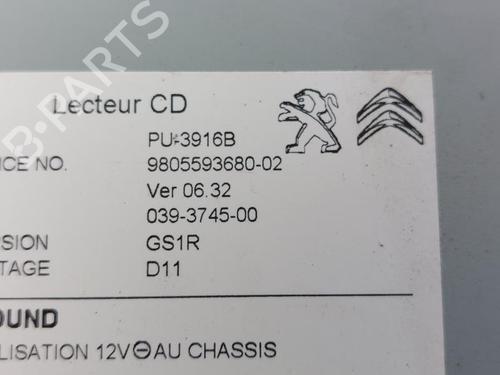 B-PARTS
Lecteur CD
PU-3916B
ICE NO. 9805593680-02
Ver 06.32
039-3745-00
SION GS1R
TAGE D11
OUND
LISATION 12V⊖AU CHASSIS